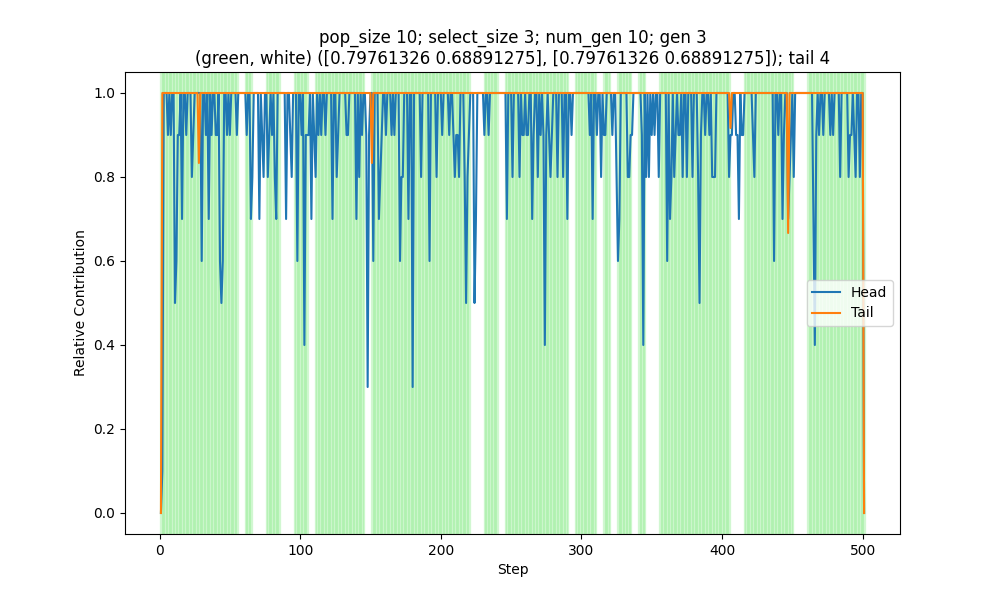 pop_size 10; select_size 3; num_gen 10; gen 3
(green, white) ([0.79761326 0.68891275], [0.79761326 0.68891275]); tail 4
Relative Contribution
1.0
0.8
0.6
0.4
0.2
0.0
Head
Tail
0
100
200
300
400
500
Step